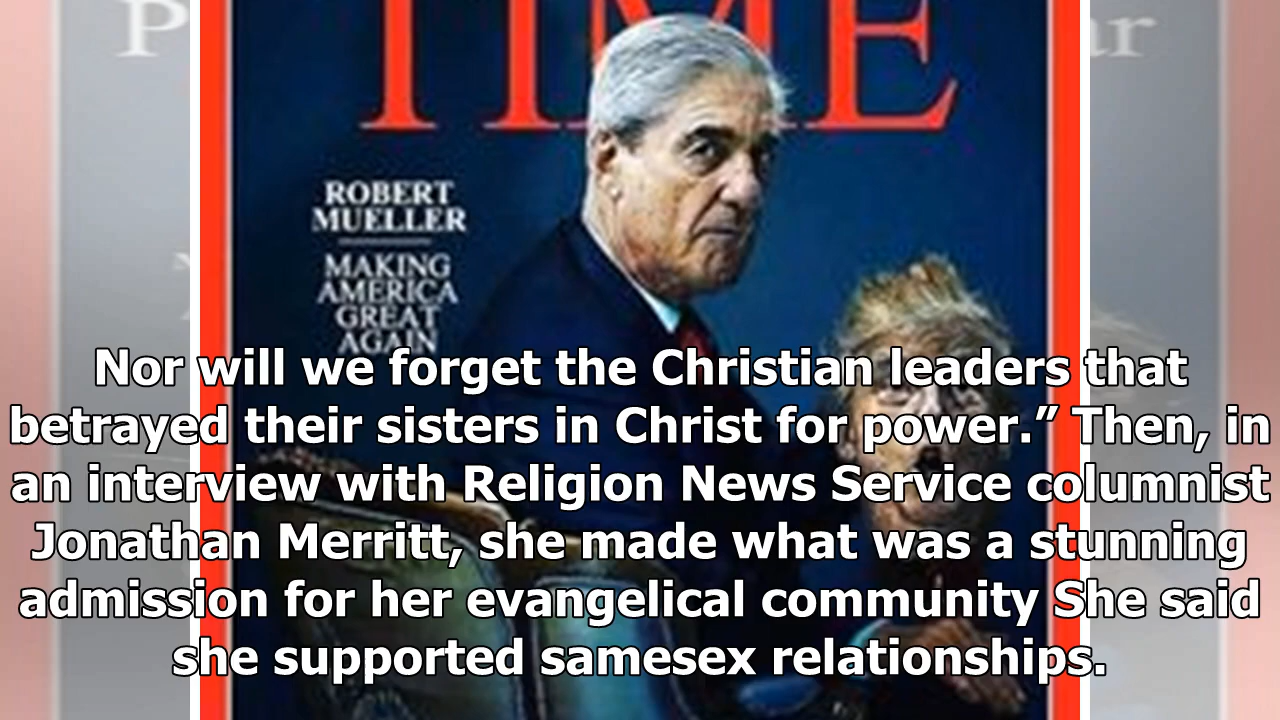 P
ar
TIME
ROBERT
MUELLER
MAKING
AMERICA
GREAT
AGAIN
Nor will we forget the Christian leaders that
betrayed their sisters in Christ for power.” Then, in
an interview with Religion News Service columnist
Jonathan Merritt, she made what was a stunning
admission for her evangelical community She said
she supported samesex relationships.